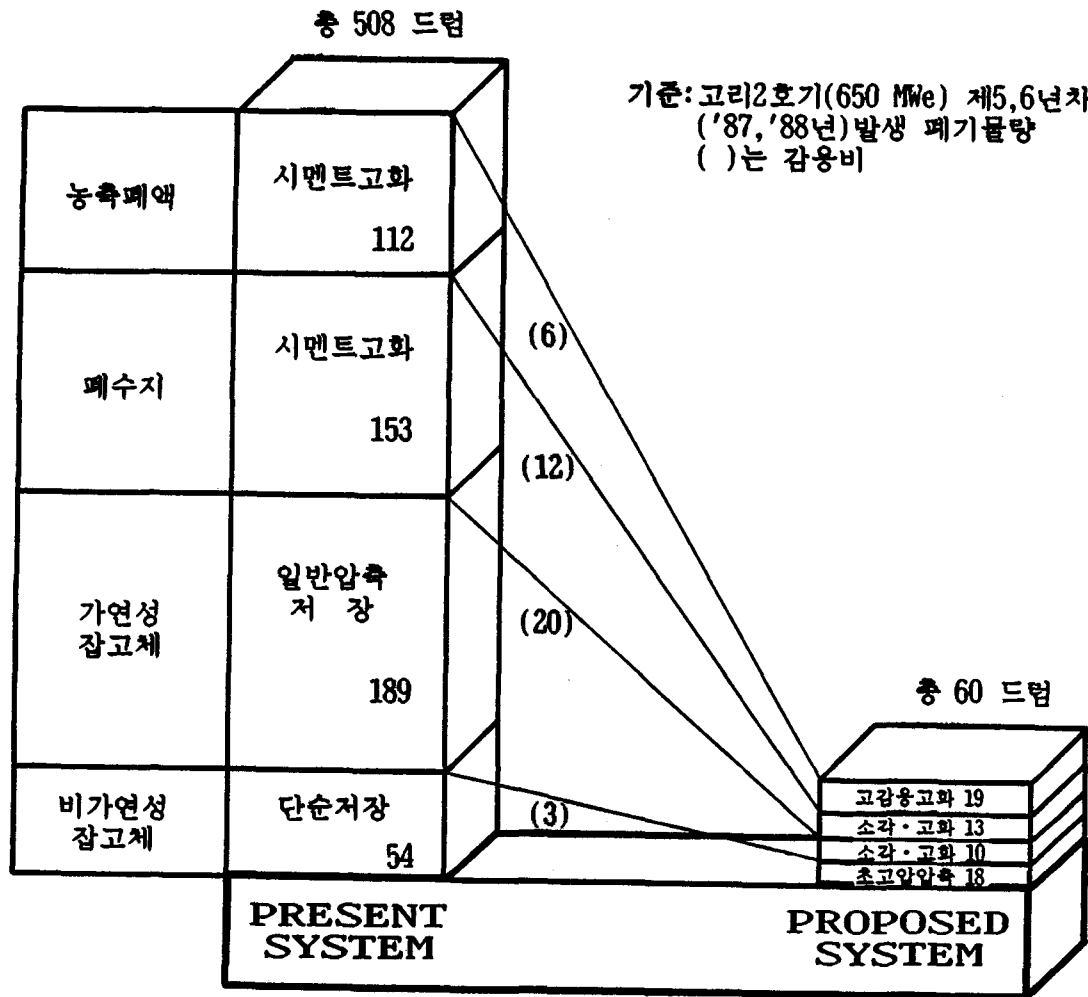 총 508 드럼
기준:고리2호기(650 MWe) 제5,6년차
('87,'88년)발생 폐기물량
( )는 감용비
농축폐액
시멘트고화
112
폐수지
시멘트고화
153
가연성
잡고체
일반압축
저 장
189
비가연성
잡고체
단순저장
54
(6)
(12)
(20)
(3)
총 60 드럼
고감용고화 19
소각·고화 13
소각·고화 10
초고압압축 18
PRESENT
SYSTEM
PROPOSED
SYSTEM